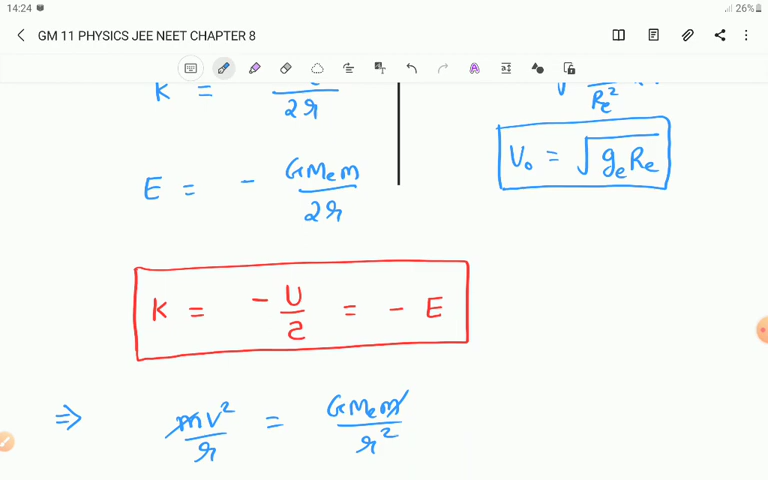 14:24 26%
GM 11 PHYSICS JEE NEET CHAPTER 8
K = / 2r
E = - GMem / 2r
K = -U/2 = - E
⇒ mv²/r = GMem/r²
Re²
V₀ = √geRe